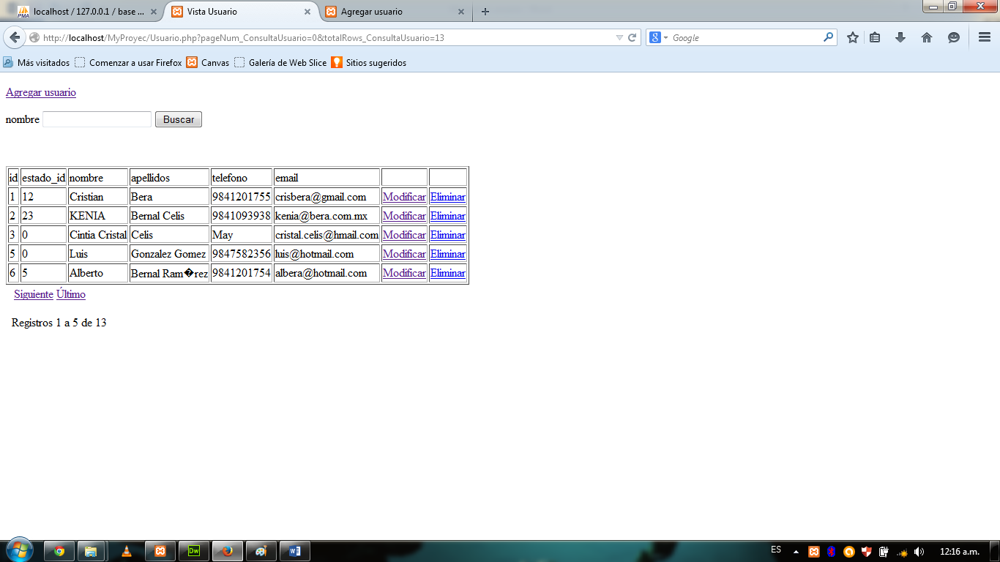 localhost / 127.0.0.1 / base ...
Vista Usuario
Agregar usuario
http://localhost/MyProyec/Usuario.php?pageNum_ConsultaUsuario=0&totalRows_ConsultaUsuario=13
Google
Más visitados
Comenzar a usar Firefox
Canvas
Galería de Web Slice
Sitios sugeridos
Agregar usuario
nombre Buscar
id estado_id nombre apellidos telefono email
1 12 Cristian Bera 9841201755 crisbera@gmail.com Modificar Eliminar
2 23 KENIA Bernal Celis 9841093938 kenia@bera.com.mx Modificar Eliminar
3 0 Cintia Cristal Celis May cristal.celis@hmail.com Modificar Eliminar
5 0 Luis Gonzalez Gomez 9847582356 luis@hotmail.com Modificar Eliminar
6 5 Alberto Bernal Ram�rez 9841201754 albera@hotmail.com Modificar Eliminar
Siguiente Último
Registros 1 a 5 de 13
ES
12:16 a.m.